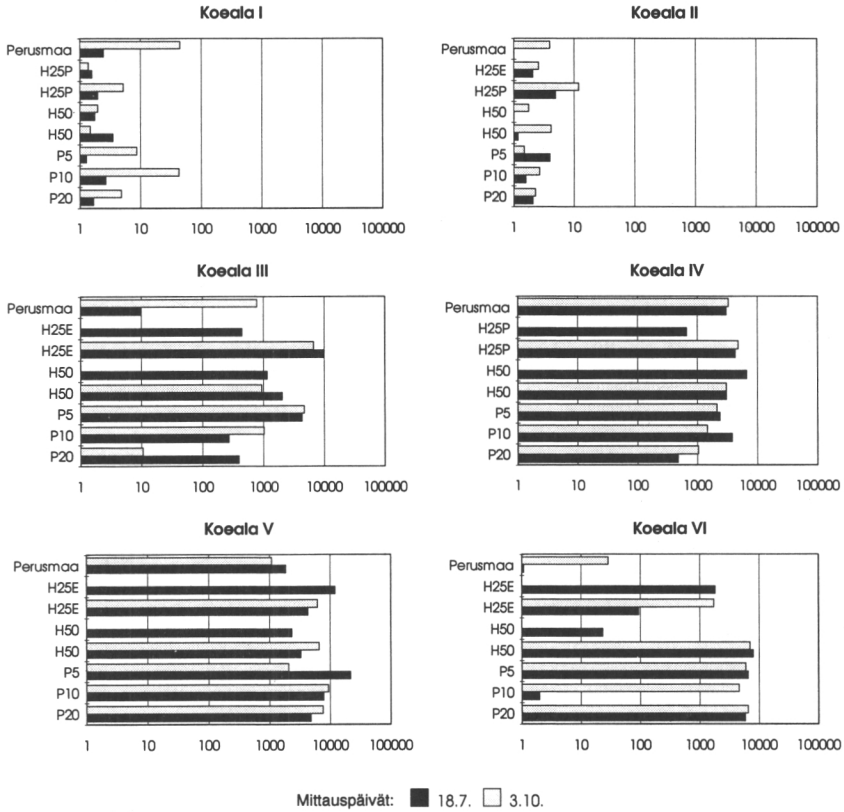 Koeala I
Perusmaa
H25P
H25P
H50
H50
P5
P10
P20
1 10 100 1000 10000 100000
Koeala II
Perusmaa
H25E
H25P
H50
H50
P5
P10
P20
1 10 100 1000 10000 100000
Koeala III
Perusmaa
H25E
H25E
H50
H50
P5
P10
P20
1 10 100 1000 10000 100000
Koeala IV
Perusmaa
H25P
H25P
H50
H50
P5
P10
P20
1 10 100 1000 10000 100000
Koeala V
Perusmaa
H25E
H25E
H50
H50
P5
P10
P20
1 10 100 1000 10000 100000
Koeala VI
Perusmaa
H25E
H25E
H50
H50
P5
P10
P20
1 10 100 1000 10000 100000
Mittauspäivät: 18.7. 3.10.